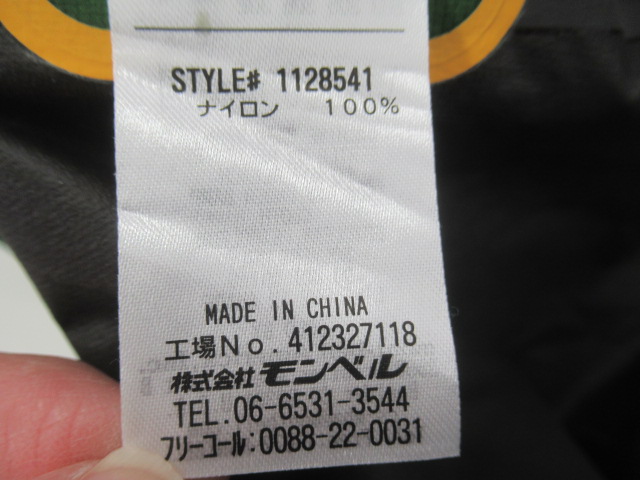 STYLE# 1128541
ナイロン 100%
MADE IN CHINA
工場No.412327118
株式会社 モンベル
TEL.06-6531-3544
フリーコール:0088-22-0031